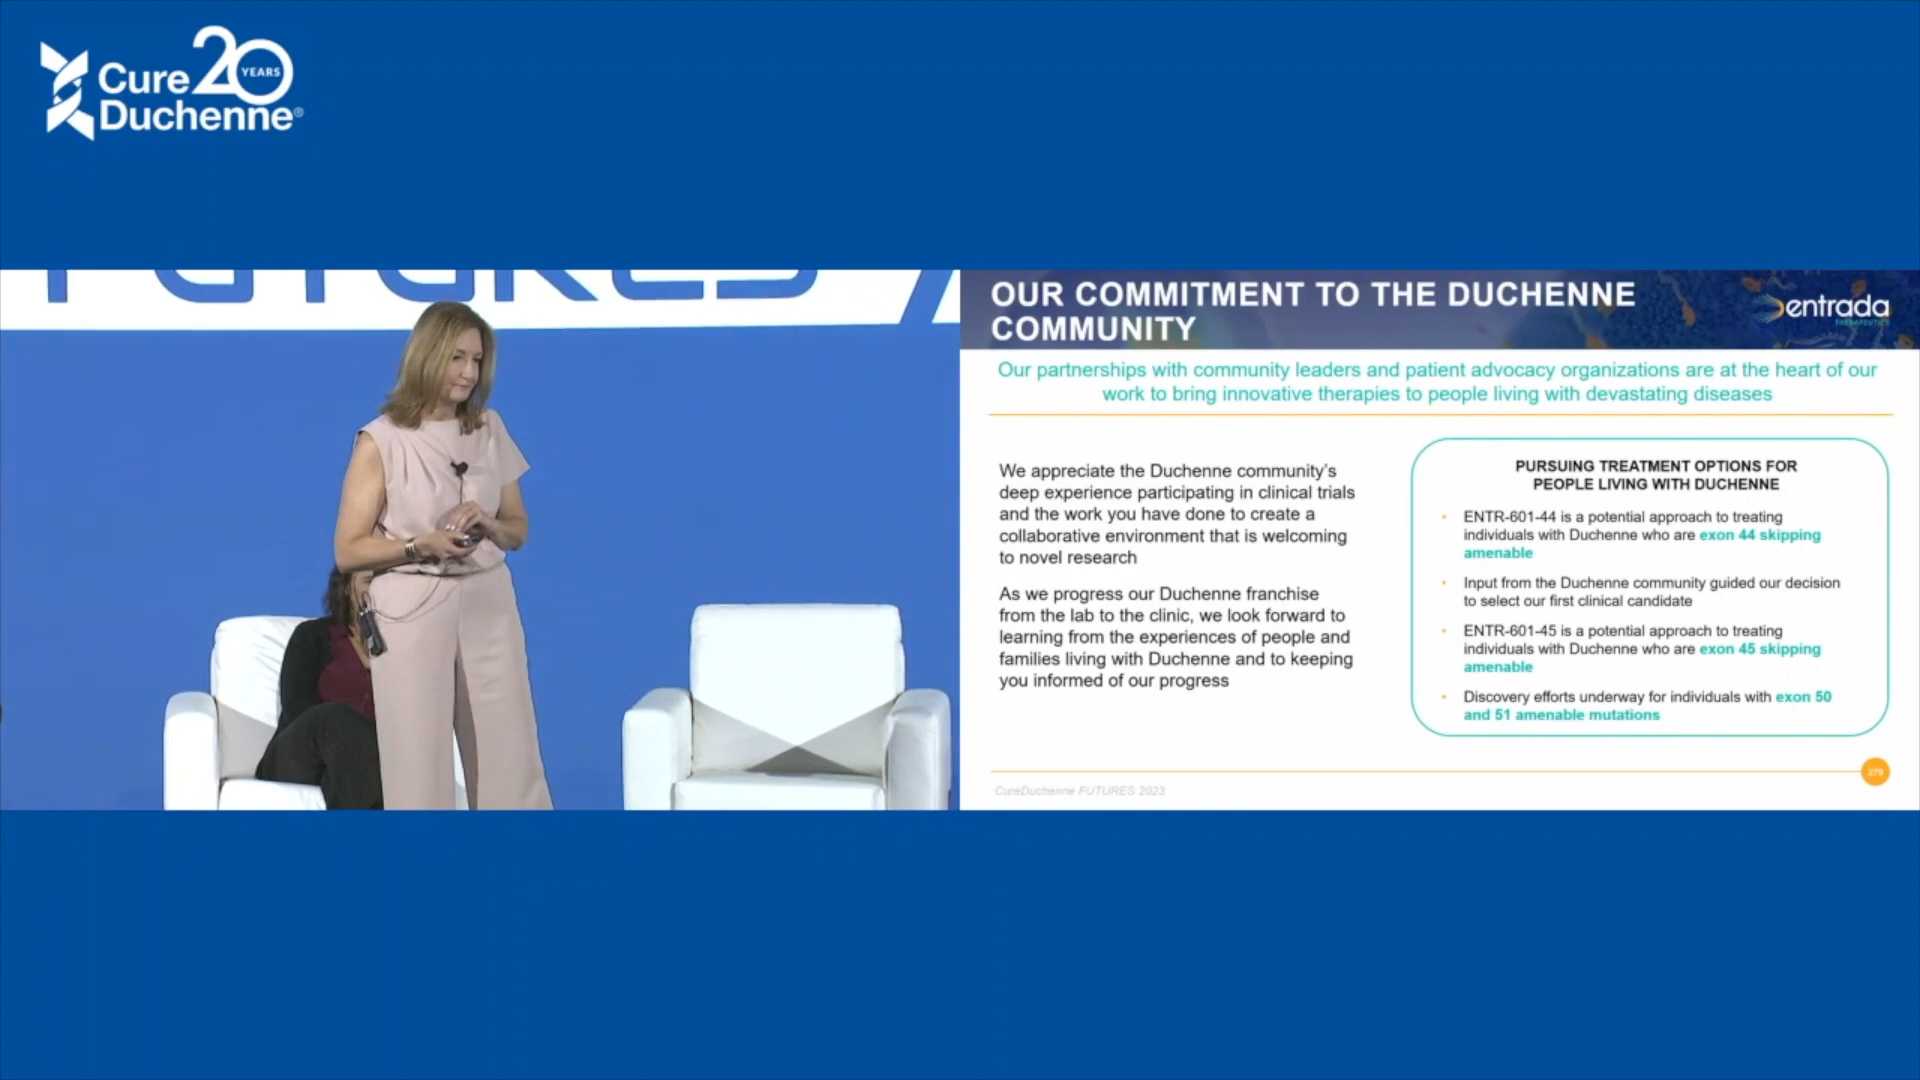 Cure 20 YEARS
Duchenne®
FUTURES
OUR COMMITMENT TO THE DUCHENNE
COMMUNITY
entrada
THERAPEUTICS
Our partnerships with community leaders and patient advocacy organizations are at the heart of our
work to bring innovative therapies to people living with devastating diseases
We appreciate the Duchenne community's
deep experience participating in clinical trials
and the work you have done to create a
collaborative environment that is welcoming
to novel research
As we progress our Duchenne franchise
from the lab to the clinic, we look forward to
learning from the experiences of people and
families living with Duchenne and to keeping
you informed of our progress
PURSUING TREATMENT OPTIONS FOR
PEOPLE LIVING WITH DUCHENNE
• ENTR-601-44 is a potential approach to treating
individuals with Duchenne who are exon 44 skipping
amenable
• Input from the Duchenne community guided our decision
to select our first clinical candidate
• ENTR-601-45 is a potential approach to treating
individuals with Duchenne who are exon 45 skipping
amenable
• Discovery efforts underway for individuals with exon 50
and 51 amenable mutations
CureDuchenne FUTURES 2023